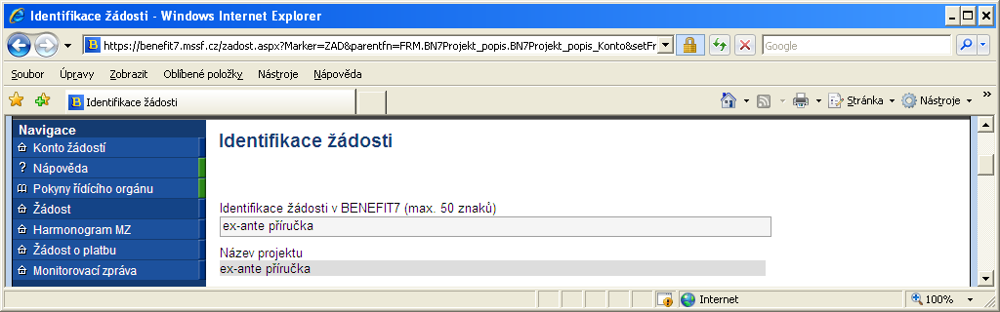 Identifikace žádosti - Windows Internet Explorer
https://benefit7.mssf.cz/zadost.aspx?Marker=ZAD&parentfn=FRM.BN7Projekt_popis.BN7Projekt_popis_Konto&setFr
Google
Soubor Úpravy Zobrazit Oblíbené položky Nástroje Nápověda
Identifikace žádosti
Stránka Nástroje
Navigace
Konto žádostí
Nápověda
Pokyny řídícího orgánu
Žádost
Harmonogram MZ
Žádost o platbu
Monitorovací zpráva
Identifikace žádosti
Identifikace žádosti v BENEFIT7 (max. 50 znaků)
ex-ante příručka
Název projektu
ex-ante příručka
Internet
100%